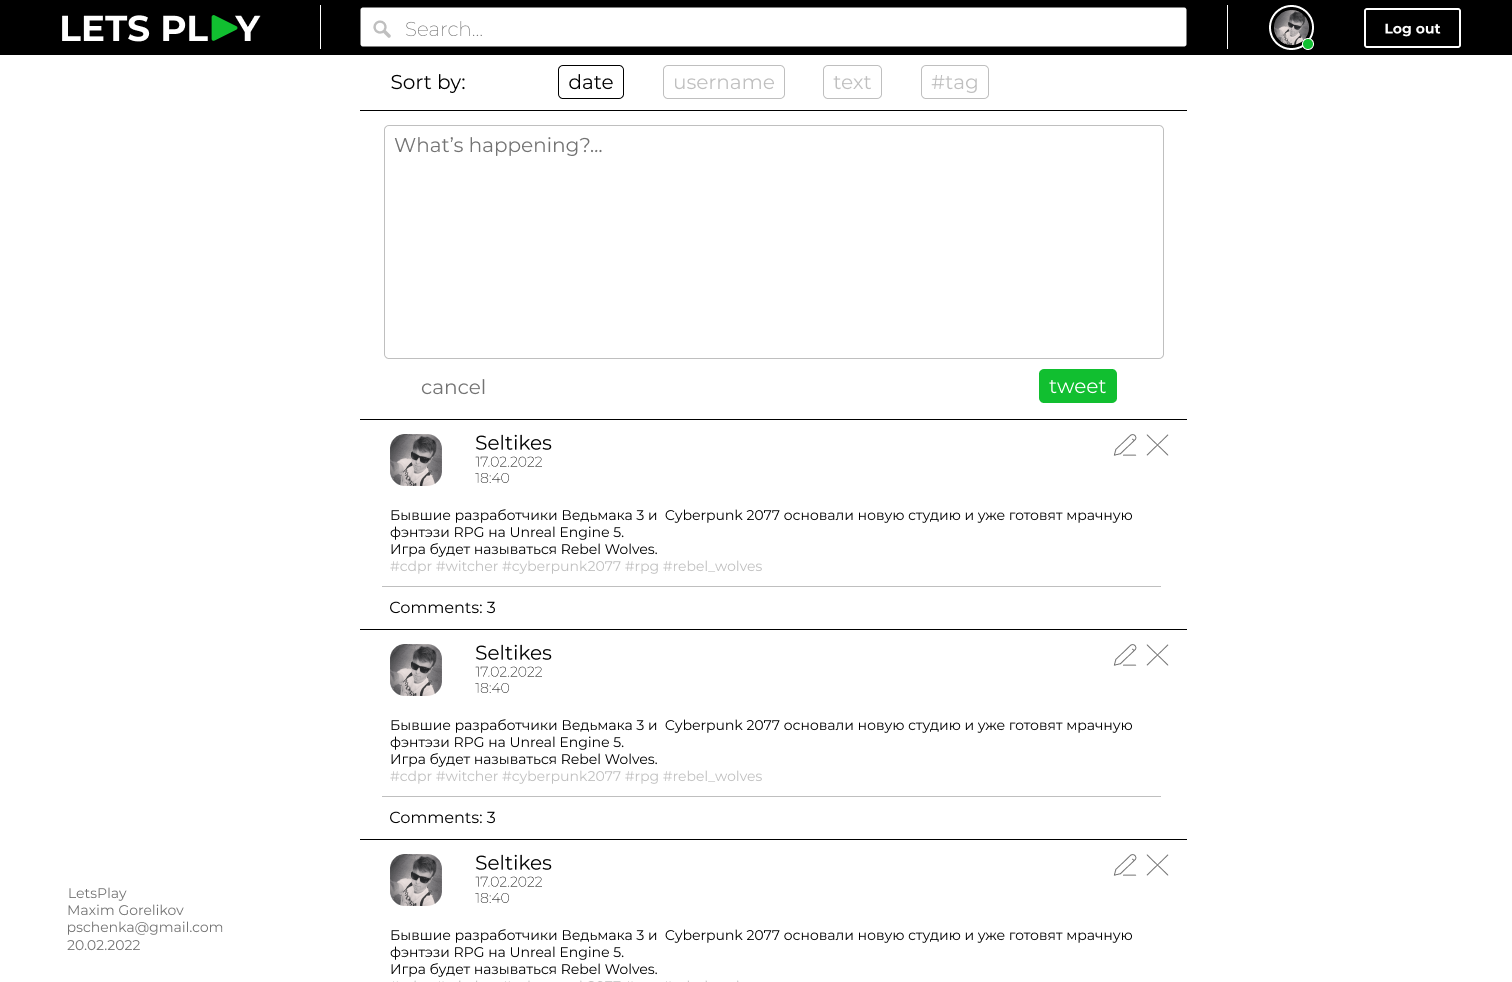 LETS PLAY
Search...
Log out
Sort by:
date
username
text
#tag
What’s happening?...
cancel
tweet
Seltikes
17.02.2022
18:40
Бывшие разработчики Ведьмака 3 и  Cyberpunk 2077 основали новую студию и уже готовят мрачную
фэнтэзи RPG на Unreal Engine 5.
Игра будет называться Rebel Wolves.
#cdpr #witcher #cyberpunk2077 #rpg #rebel_wolves
Comments: 3
Seltikes
17.02.2022
18:40
Бывшие разработчики Ведьмака 3 и  Cyberpunk 2077 основали новую студию и уже готовят мрачную
фэнтэзи RPG на Unreal Engine 5.
Игра будет называться Rebel Wolves.
#cdpr #witcher #cyberpunk2077 #rpg #rebel_wolves
Comments: 3
Seltikes
17.02.2022
18:40
Бывшие разработчики Ведьмака 3 и  Cyberpunk 2077 основали новую студию и уже готовят мрачную
фэнтэзи RPG на Unreal Engine 5.
Игра будет называться Rebel Wolves.
LetsPlay
Maxim Gorelikov
pschenka@gmail.com
20.02.2022